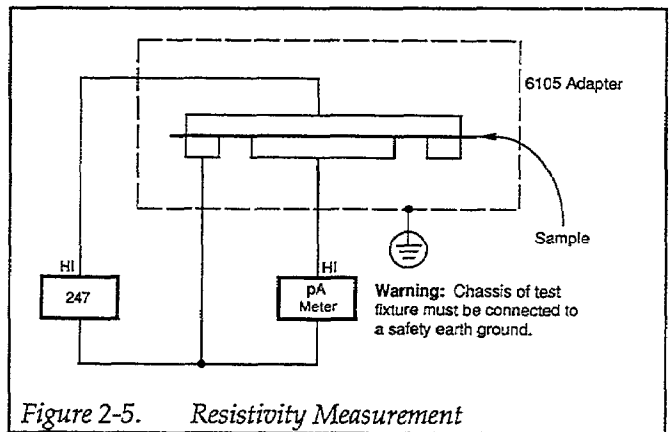 6105 Adapter
Sample
HI
247
HI
pA
Meter
Warning: Chassis of test
fixture must be connected to
a safety earth ground.
Figure 2-5. Resistivity Measurement